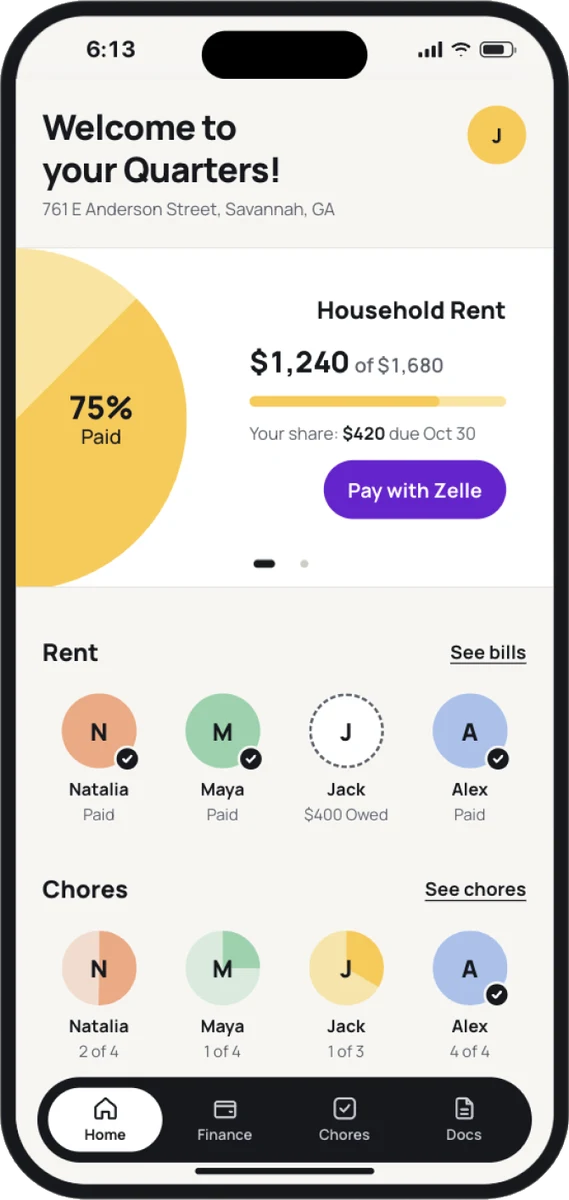 6:13
Welcome to
your Quarters!
J
761 E Anderson Street, Savannah, GA
75%
Paid
Household Rent
$1,240 of $1,680
Your share: $420 due Oct 30
Pay with Zelle
Rent
See bills
N
M
J
A
Natalia
Maya
Jack
Alex
Paid
Paid
$400 Owed
Paid
Chores
See chores
N
M
J
A
Natalia
Maya
Jack
Alex
2 of 4
1 of 4
1 of 3
4 of 4
Home
Finance
Chores
Docs